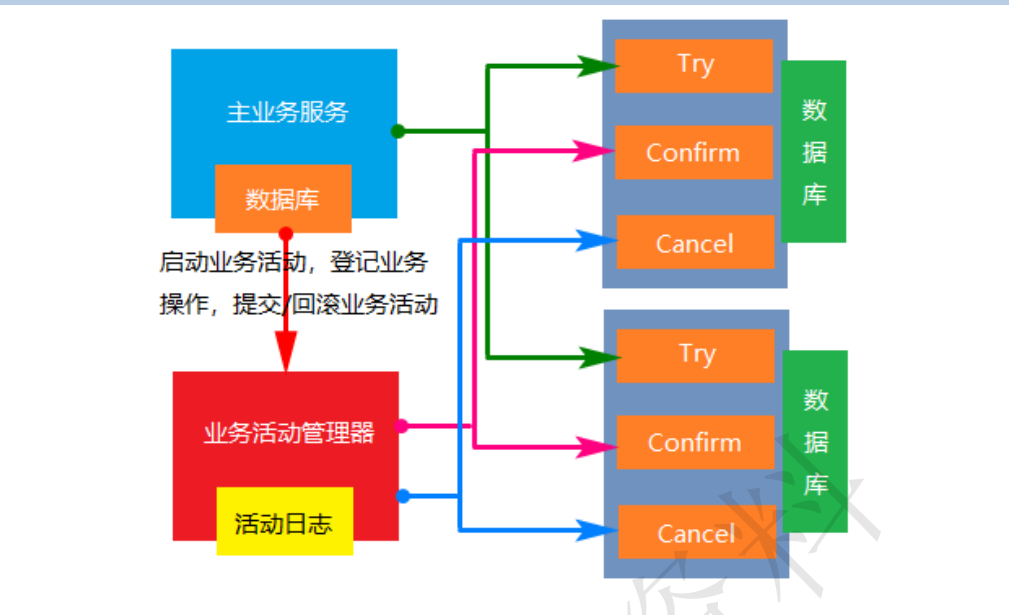 主业务服务
数据库
启动业务活动，登记业务
操作，提交/回滚业务活动
业务活动管理器
活动日志
Try
Confirm
Cancel
数
据
库
Try
Confirm
Cancel
数
据
库
资料